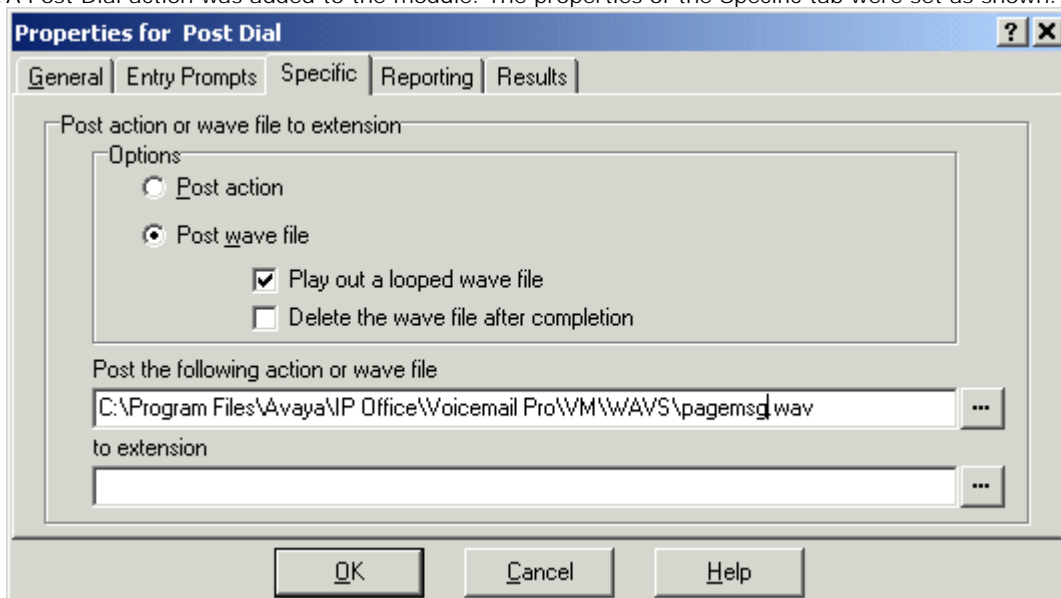 A Post Dial action was added to the module. The properties of the Specific tab were set as shown.
Properties for Post Dial
General Entry Prompts Specific Reporting Results
Post action or wave file to extension
Options
Post action
Post wave file
Play out a looped wave file
Delete the wave file after completion
Post the following action or wave file
C:\Program Files\Avaya\IP Office\Voicemail Pro\VM\WAVS\pagemsg.wav
...
to extension
...
OK Cancel Help